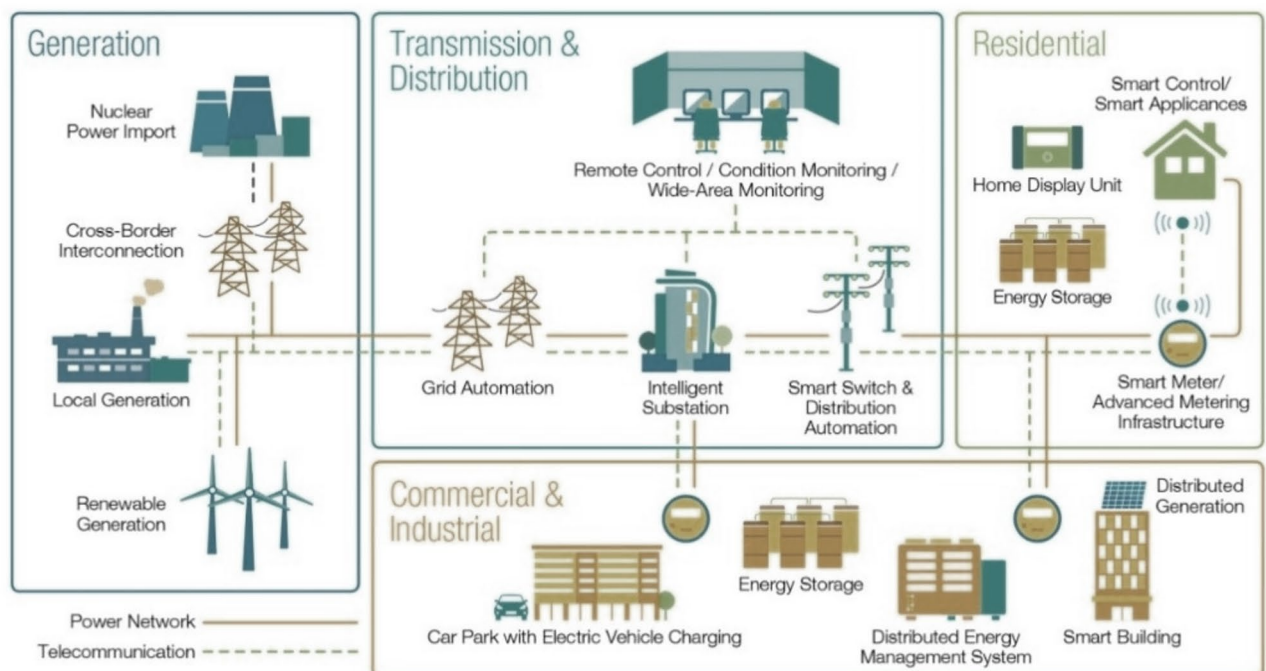 Generation
Nuclear
Power Import
Cross-Border
Interconnection
Local Generation
Renewable
Generation
Power Network
Telecommunication
Transmission &
Distribution
Remote Control / Condition Monitoring /
Wide-Area Monitoring
Grid Automation
Intelligent
Substation
Smart Switch &
Distribution
Automation
Residential
Smart Control/
Smart Applicances
Home Display Unit
Energy Storage
Smart Meter/
Advanced Metering
Infrastructure
Commercial &
Industrial
Car Park with Electric Vehicle Charging
Energy Storage
Distributed Energy
Management System
Distributed
Generation
Smart Building